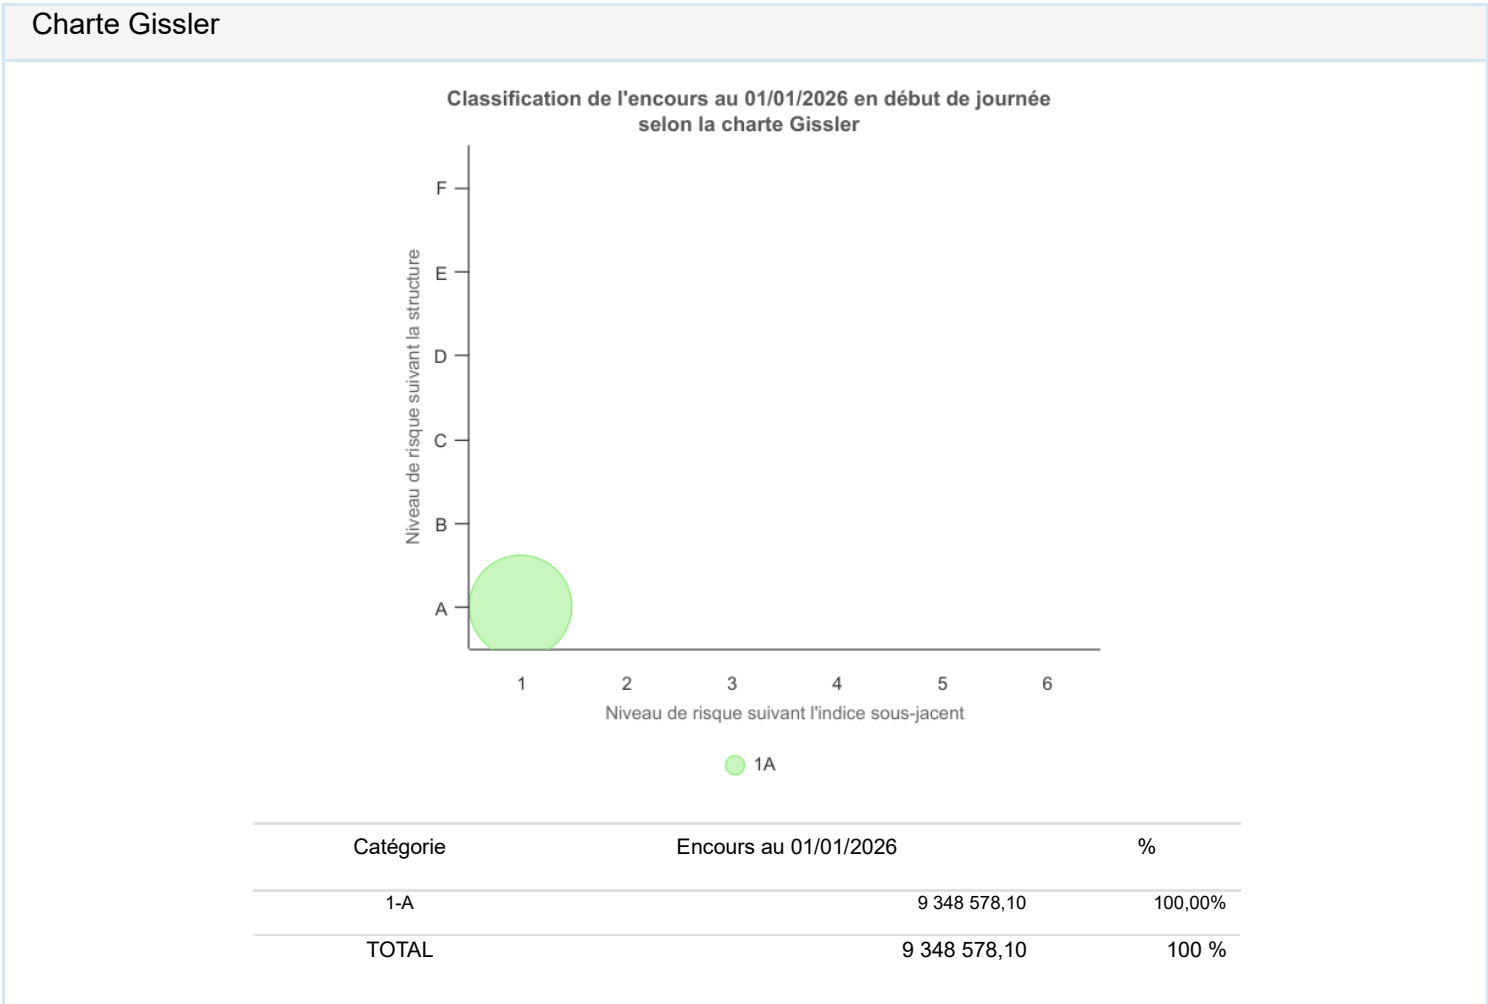 Charte Gissler
Classification de l'encours au 01/01/2026 en début de journée
selon la charte Gissler
Niveau de risque suivant la structure
F
E
D
C
B
A
1 2 3 4 5 6
Niveau de risque suivant l'indice sous-jacent
1A
Catégorie Encours au 01/01/2026 %
1-A 9 348 578,10 100,00%
TOTAL 9 348 578,10 100 %